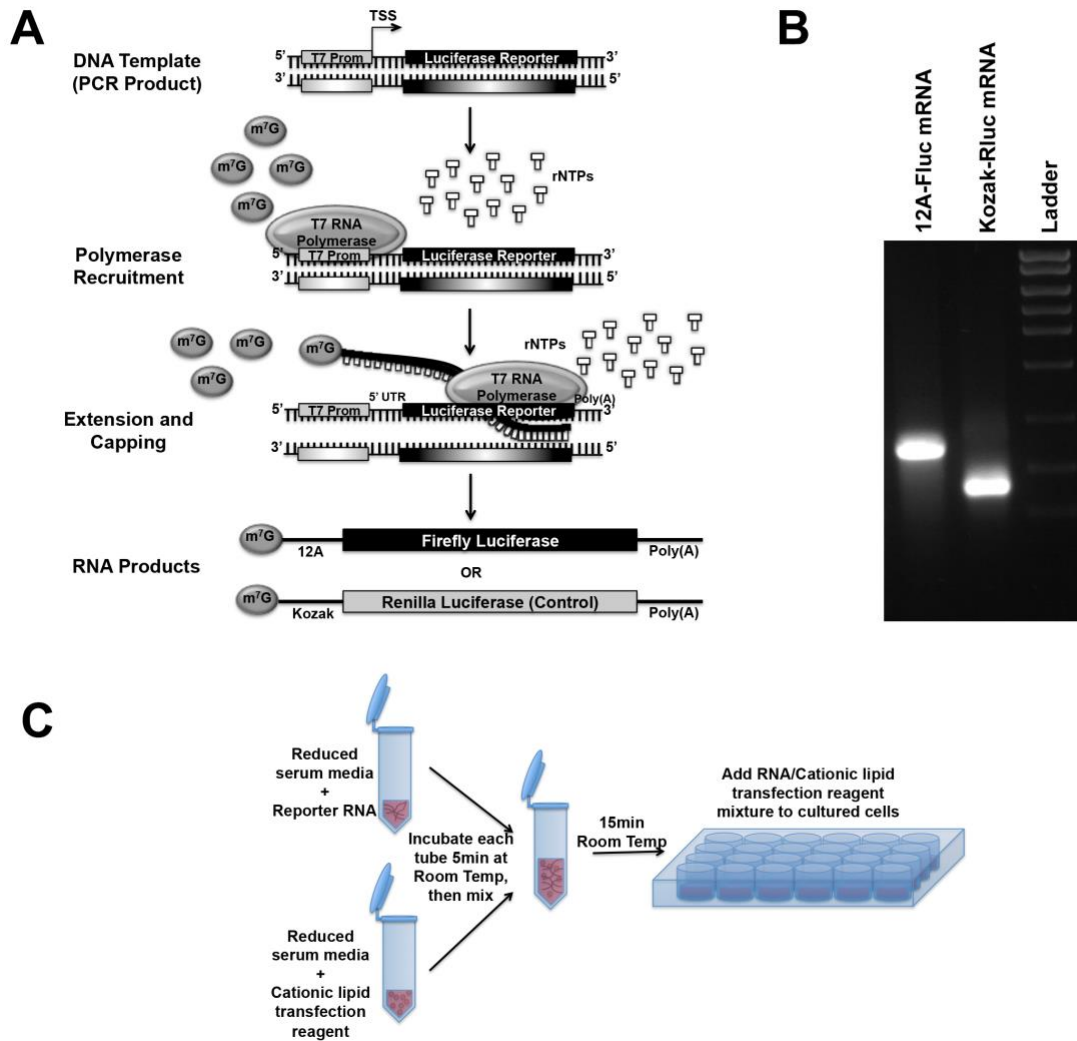 A
TSS
DNA Template
(PCR Product)
5’ T7 Prom Luciferase Reporter 3’
3’ 5’
m⁷G
m⁷G m⁷G
m⁷G
rNTPs
T7 RNA
Polymerase
Polymerase
Recruitment
5’ T7 Prom Luciferase Reporter 3’
3’ 5’
m⁷G m⁷G
m⁷G
m⁷G
rNTPs
T7 RNA
Polymerase
Extension and
Capping
5’ T7 Prom 5’ UTR Luciferase Reporter Poly(A) 3’
3’ 5’
RNA Products
m⁷G 12A Firefly Luciferase Poly(A)
OR
m⁷G Kozak Renilla Luciferase (Control) Poly(A)
B
12A-Fluc mRNA
Kozak-Rluc mRNA
Ladder
C
Reduced
serum media
+
Reporter RNA
Reduced
serum media
+
Cationic lipid
transfection
reagent
Incubate each
tube 5min at
Room Temp,
then mix
15min
Room Temp
Add RNA/Cationic lipid
transfection reagent
mixture to cultured cells